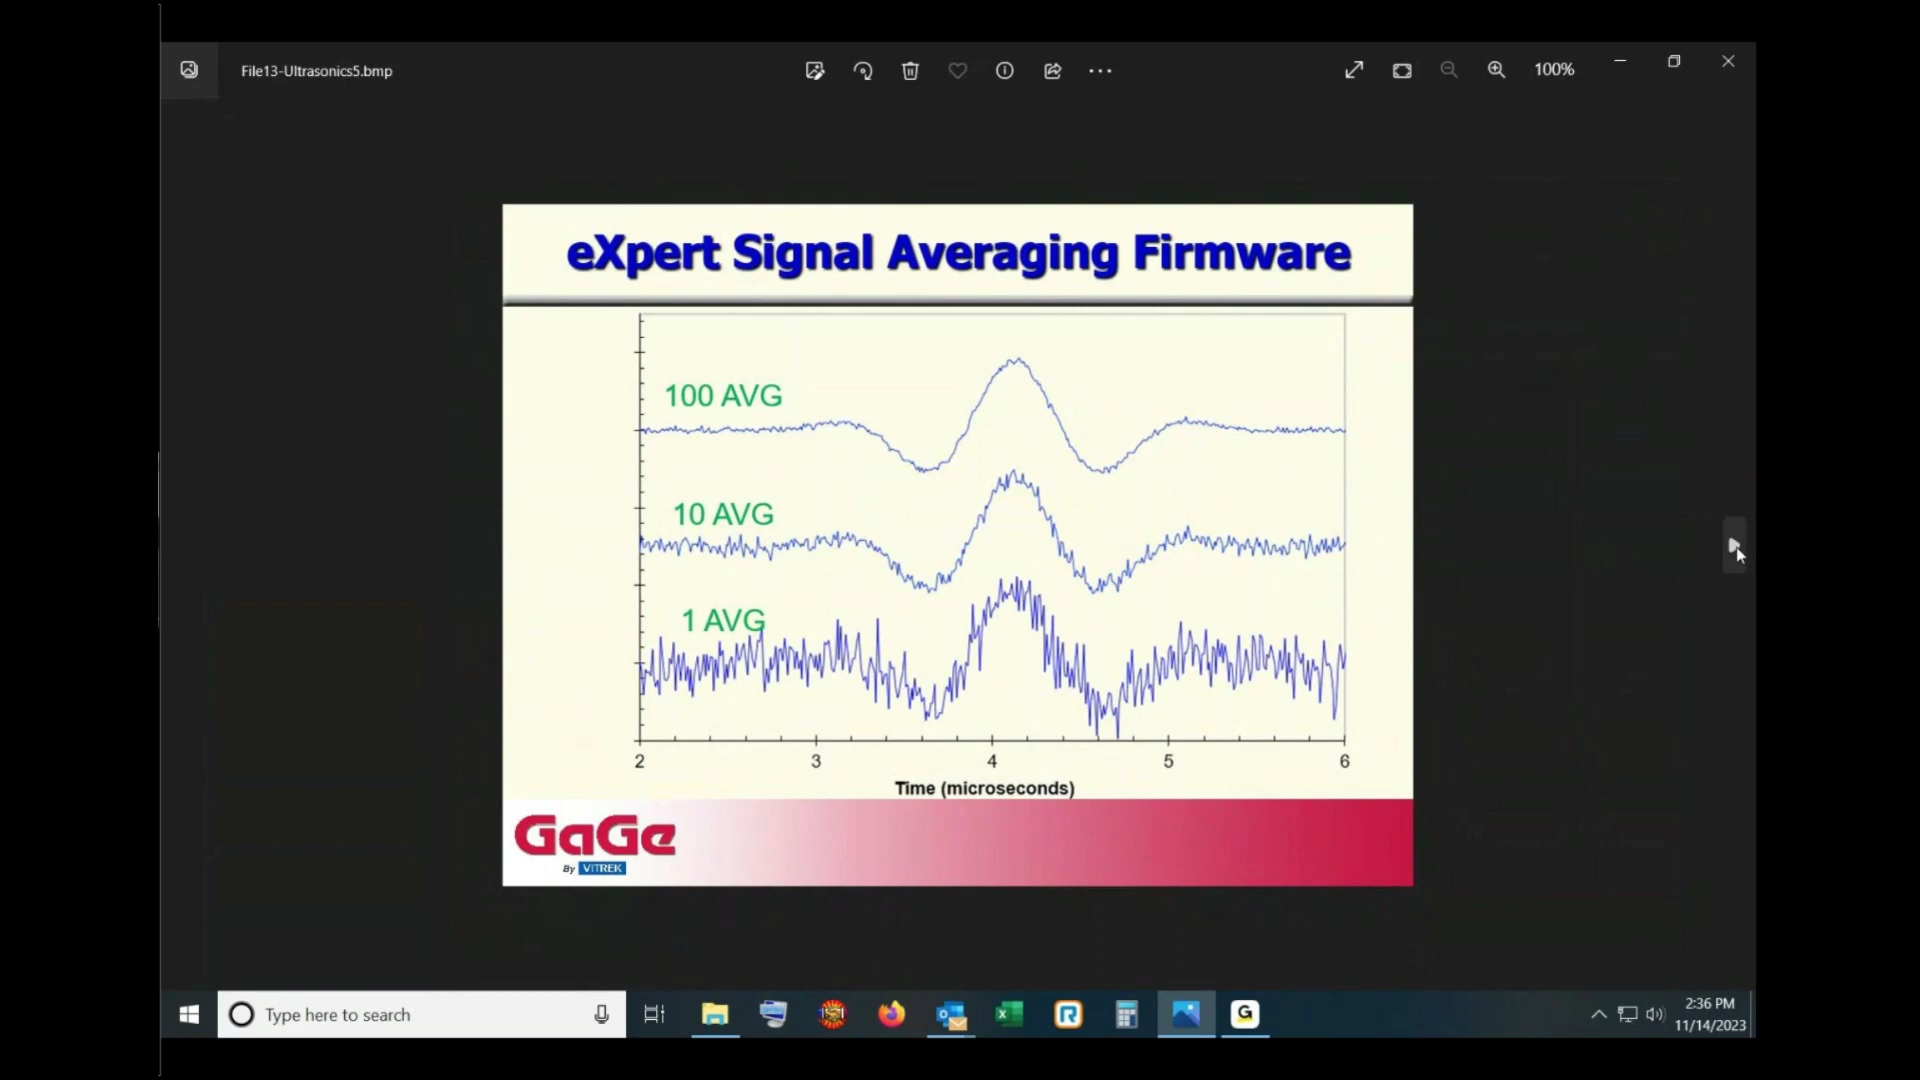 File13-Ultrasonics5.bmp
100%
eXpert Signal Averaging Firmware
100 AVG
10 AVG
1 AVG
2 3 4 5 6
Time (microseconds)
GaGe
By VITREK
Type here to search
2:36 PM
11/14/2023